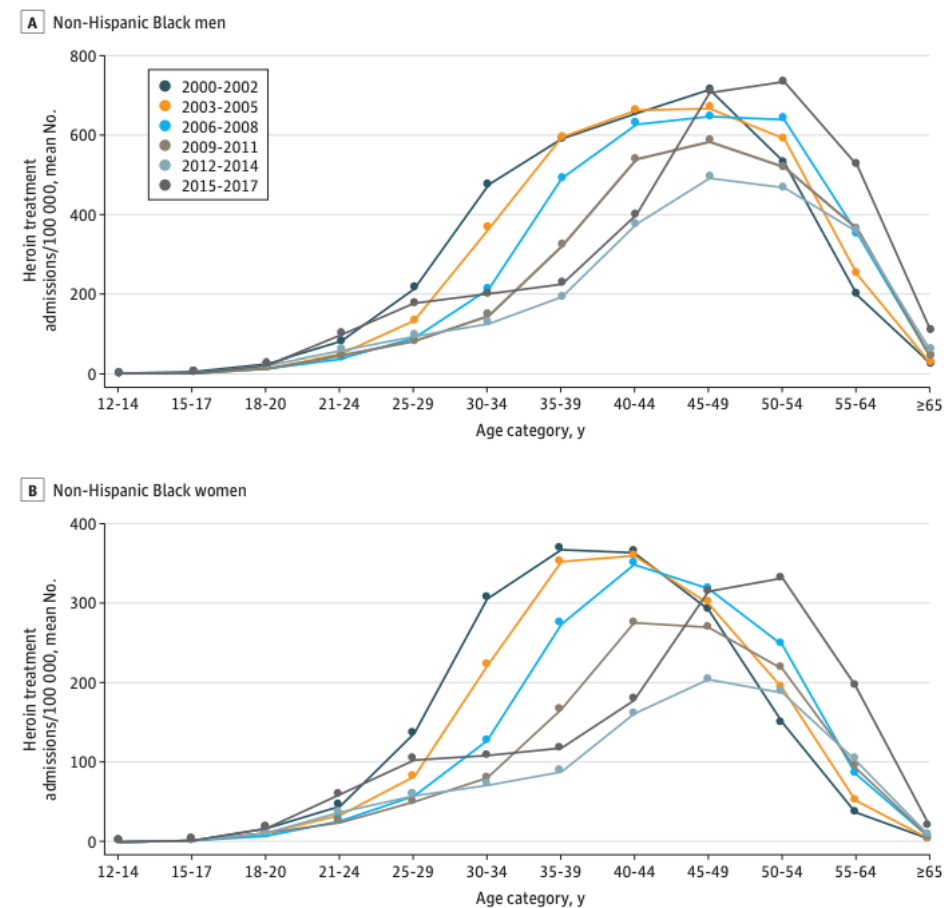 A Non-Hispanic Black men
800
600
400
200
0
Heroin treatment
admissions/100 000, mean No.
2000-2002
2003-2005
2006-2008
2009-2011
2012-2014
2015-2017
12-14 15-17 18-20 21-24 25-29 30-34 35-39 40-44 45-49 50-54 55-64 ≥65
Age category, y
B Non-Hispanic Black women
400
300
200
100
0
Heroin treatment
admissions/100 000, mean No.
12-14 15-17 18-20 21-24 25-29 30-34 35-39 40-44 45-49 50-54 55-64 ≥65
Age category, y